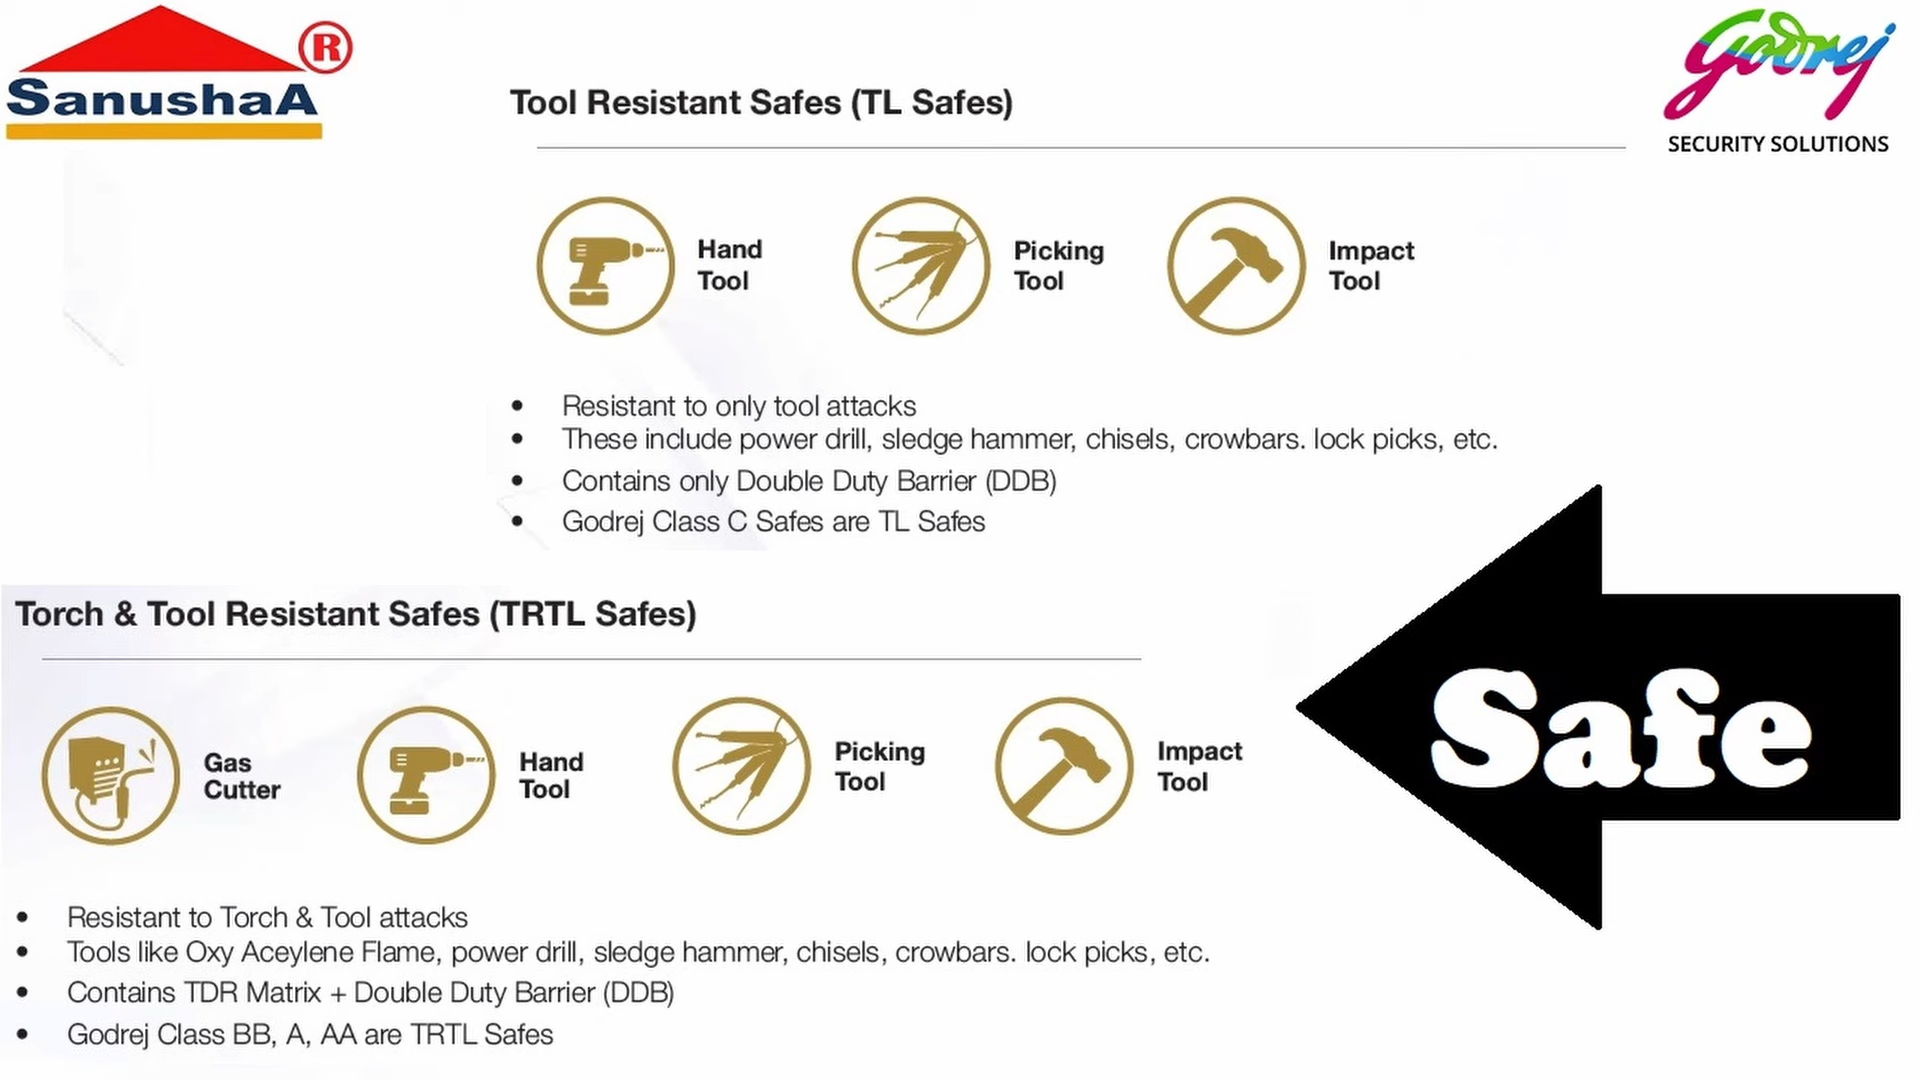 SanushaA®
Godrej
SECURITY SOLUTIONS
Tool Resistant Safes (TL Safes)
Hand
Tool
Picking
Tool
Impact
Tool
• Resistant to only tool attacks
• These include power drill, sledge hammer, chisels, crowbars. lock picks, etc.
• Contains only Double Duty Barrier (DDB)
• Godrej Class C Safes are TL Safes
Torch & Tool Resistant Safes (TRTL Safes)
Gas
Cutter
Hand
Tool
Picking
Tool
Impact
Tool
Safe
• Resistant to Torch & Tool attacks
• Tools like Oxy Aceylene Flame, power drill, sledge hammer, chisels, crowbars. lock picks, etc.
• Contains TDR Matrix + Double Duty Barrier (DDB)
• Godrej Class BB, A, AA are TRTL Safes